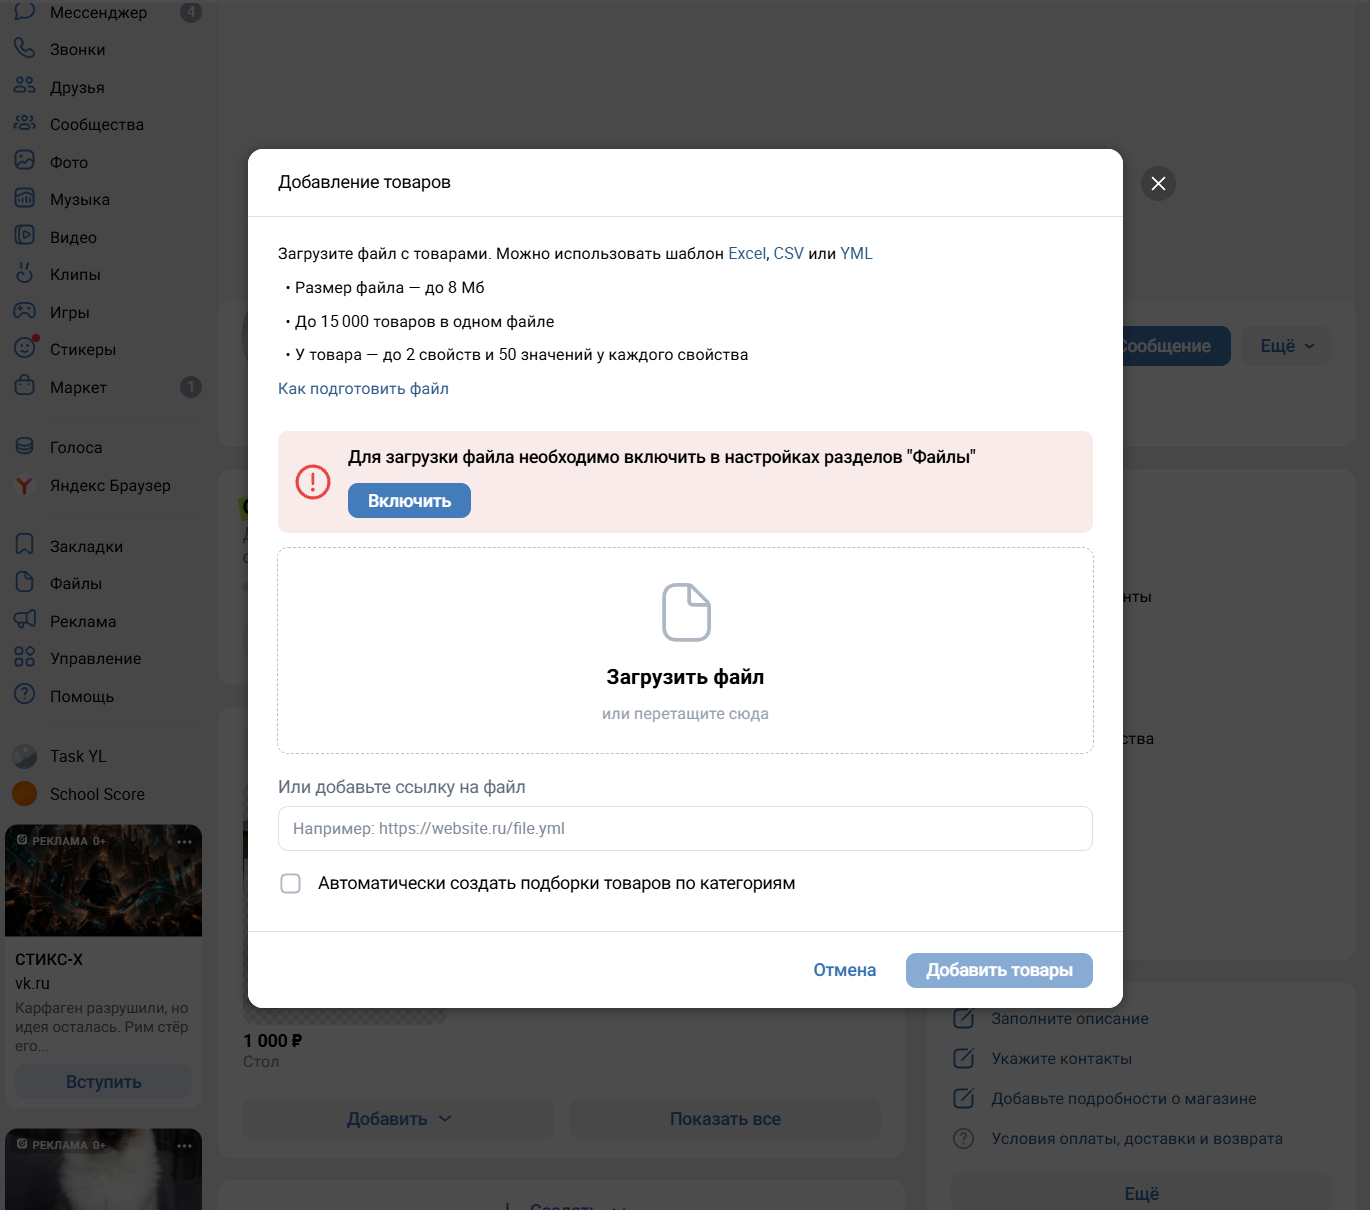 Мессенджер 4
Звонки
Друзья
Сообщества
Фото
Музыка
Видео
Клипы
Игры
Стикеры
Маркет 1
Голоса
Яндекс Браузер
Закладки
Файлы
Реклама
Управление
Помощь
Task YL
School Score
РЕКЛАМА 0+
СТИКС-X
vk.ru
Карфаген разрушили, но
идея осталась. Рим стёр
его...
Вступить
РЕКЛАМА 0+
Добавление товаров
Загрузите файл с товарами. Можно использовать шаблон Excel, CSV или YML
• Размер файла — до 8 Мб
• До 15 000 товаров в одном файле
• У товара — до 2 свойств и 50 значений у каждого свойства
Как подготовить файл
Для загрузки файла необходимо включить в настройках разделов "Файлы"
Включить
Загрузить файл
или перетащите сюда
Или добавьте ссылку на файл
Например: https://website.ru/file.yml
Автоматически создать подборки товаров по категориям
Отмена
Добавить товары
Сообщение
Ещё
нты
ства
1 000 ₽
Стол
Добавить
Показать все
Создать
Заполните описание
Укажите контакты
Добавьте подробности о магазине
Условия оплаты, доставки и возврата
Ещё